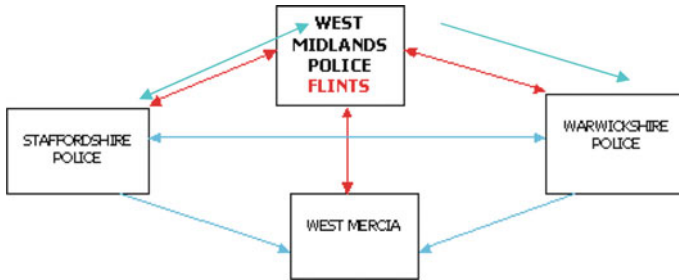 WEST
MIDLANDS
POLICE
FLINTS
STAFFORDSHIRE
POLICE
WARWICKSHIRE
POLICE
WEST MERCIA